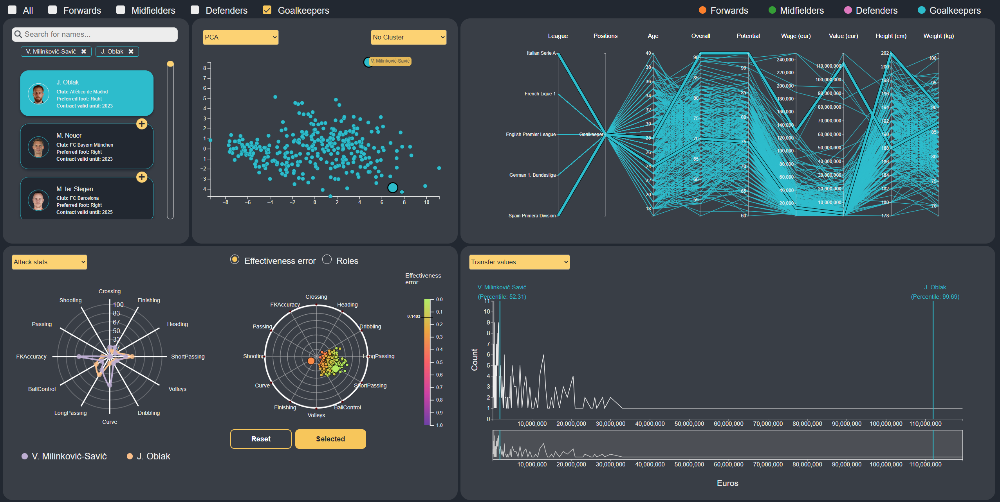 All Forwards Midfielders Defenders Goalkeepers
Forwards Midfielders Defenders Goalkeepers
Search for names...
V. Milinković-Savić ✖ J. Oblak ✖
J. Oblak
Club: Atlético de Madrid
Preferred foot: Right
Contract valid until: 2023
+
M. Neuer
Club: FC Bayern München
Preferred foot: Right
Contract valid until: 2023
+
M. ter Stegen
Club: FC Barcelona
Preferred foot: Right
Contract valid until: 2025
PCA
No Cluster
V. Milinković-Savić
8
7
6
5
4
3
2
1
0
−1
−2
−3
−4
−8 −6 −4 −2 0 2 4 6 8 10
League Positions Age Overall Potential Wage (eur) Value (eur) Height (cm) Weight (kg)
Italian Serie A
French Ligue 1
English Premier League
German 1. Bundesliga
Spain Primera Division
Goalkeeper
40
38
36
34
32
30
28
26
24
22
20
18
90
85
80
75
70
65
60
55
90
85
80
75
70
65
60
240,000
220,000
200,000
180,000
160,000
140,000
120,000
100,000
80,000
60,000
40,000
20,000
110,000,000
100,000,000
90,000,000
80,000,000
70,000,000
60,000,000
50,000,000
40,000,000
30,000,000
20,000,000
10,000,000
202
200
198
196
194
192
190
188
186
184
182
180
178
100
95
90
85
80
75
70
Attack stats
Crossing
Finishing
Heading
ShortPassing
Volleys
Dribbling
Curve
LongPassing
BallControl
FKAccuracy
Passing
Shooting
100
83
67
50
33
V. Milinković-Savić J. Oblak
Effectiveness error Roles
Crossing
Heading
Dribbling
LongPassing
ShortPassing
BallControl
Volleys
Finishing
Curve
Shooting
Passing
FKAccuracy
Reset Selected
Effectiveness
error:
0.1483
0.0
0.1
0.2
0.3
0.4
0.5
0.6
0.7
0.8
0.9
1.0
Transfer values
V. Milinković-Savić
(Percentile: 52.31)
J. Oblak
(Percentile: 99.69)
Count
11
10
9
8
7
6
5
4
3
2
1
0
10,000,000 20,000,000 30,000,000 40,000,000 50,000,000 60,000,000 70,000,000 80,000,000 90,000,000 100,000,000 110,000,000
10,000,000 20,000,000 30,000,000 40,000,000 50,000,000 60,000,000 70,000,000 80,000,000 90,000,000 100,000,000 110,000,000
Euros